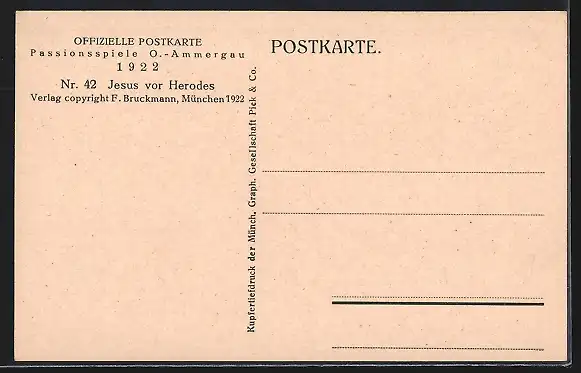 OFFIZIELLE POSTKARTE
Passionsspiele O.-Ammergau
1922
Nr. 42 Jesus vor Herodes
Verlag copyright F. Bruckmann, München 1922
Kupfertiefdruck der Münch. Graph. Gesellschaft Pick & Co.
POSTKARTE.